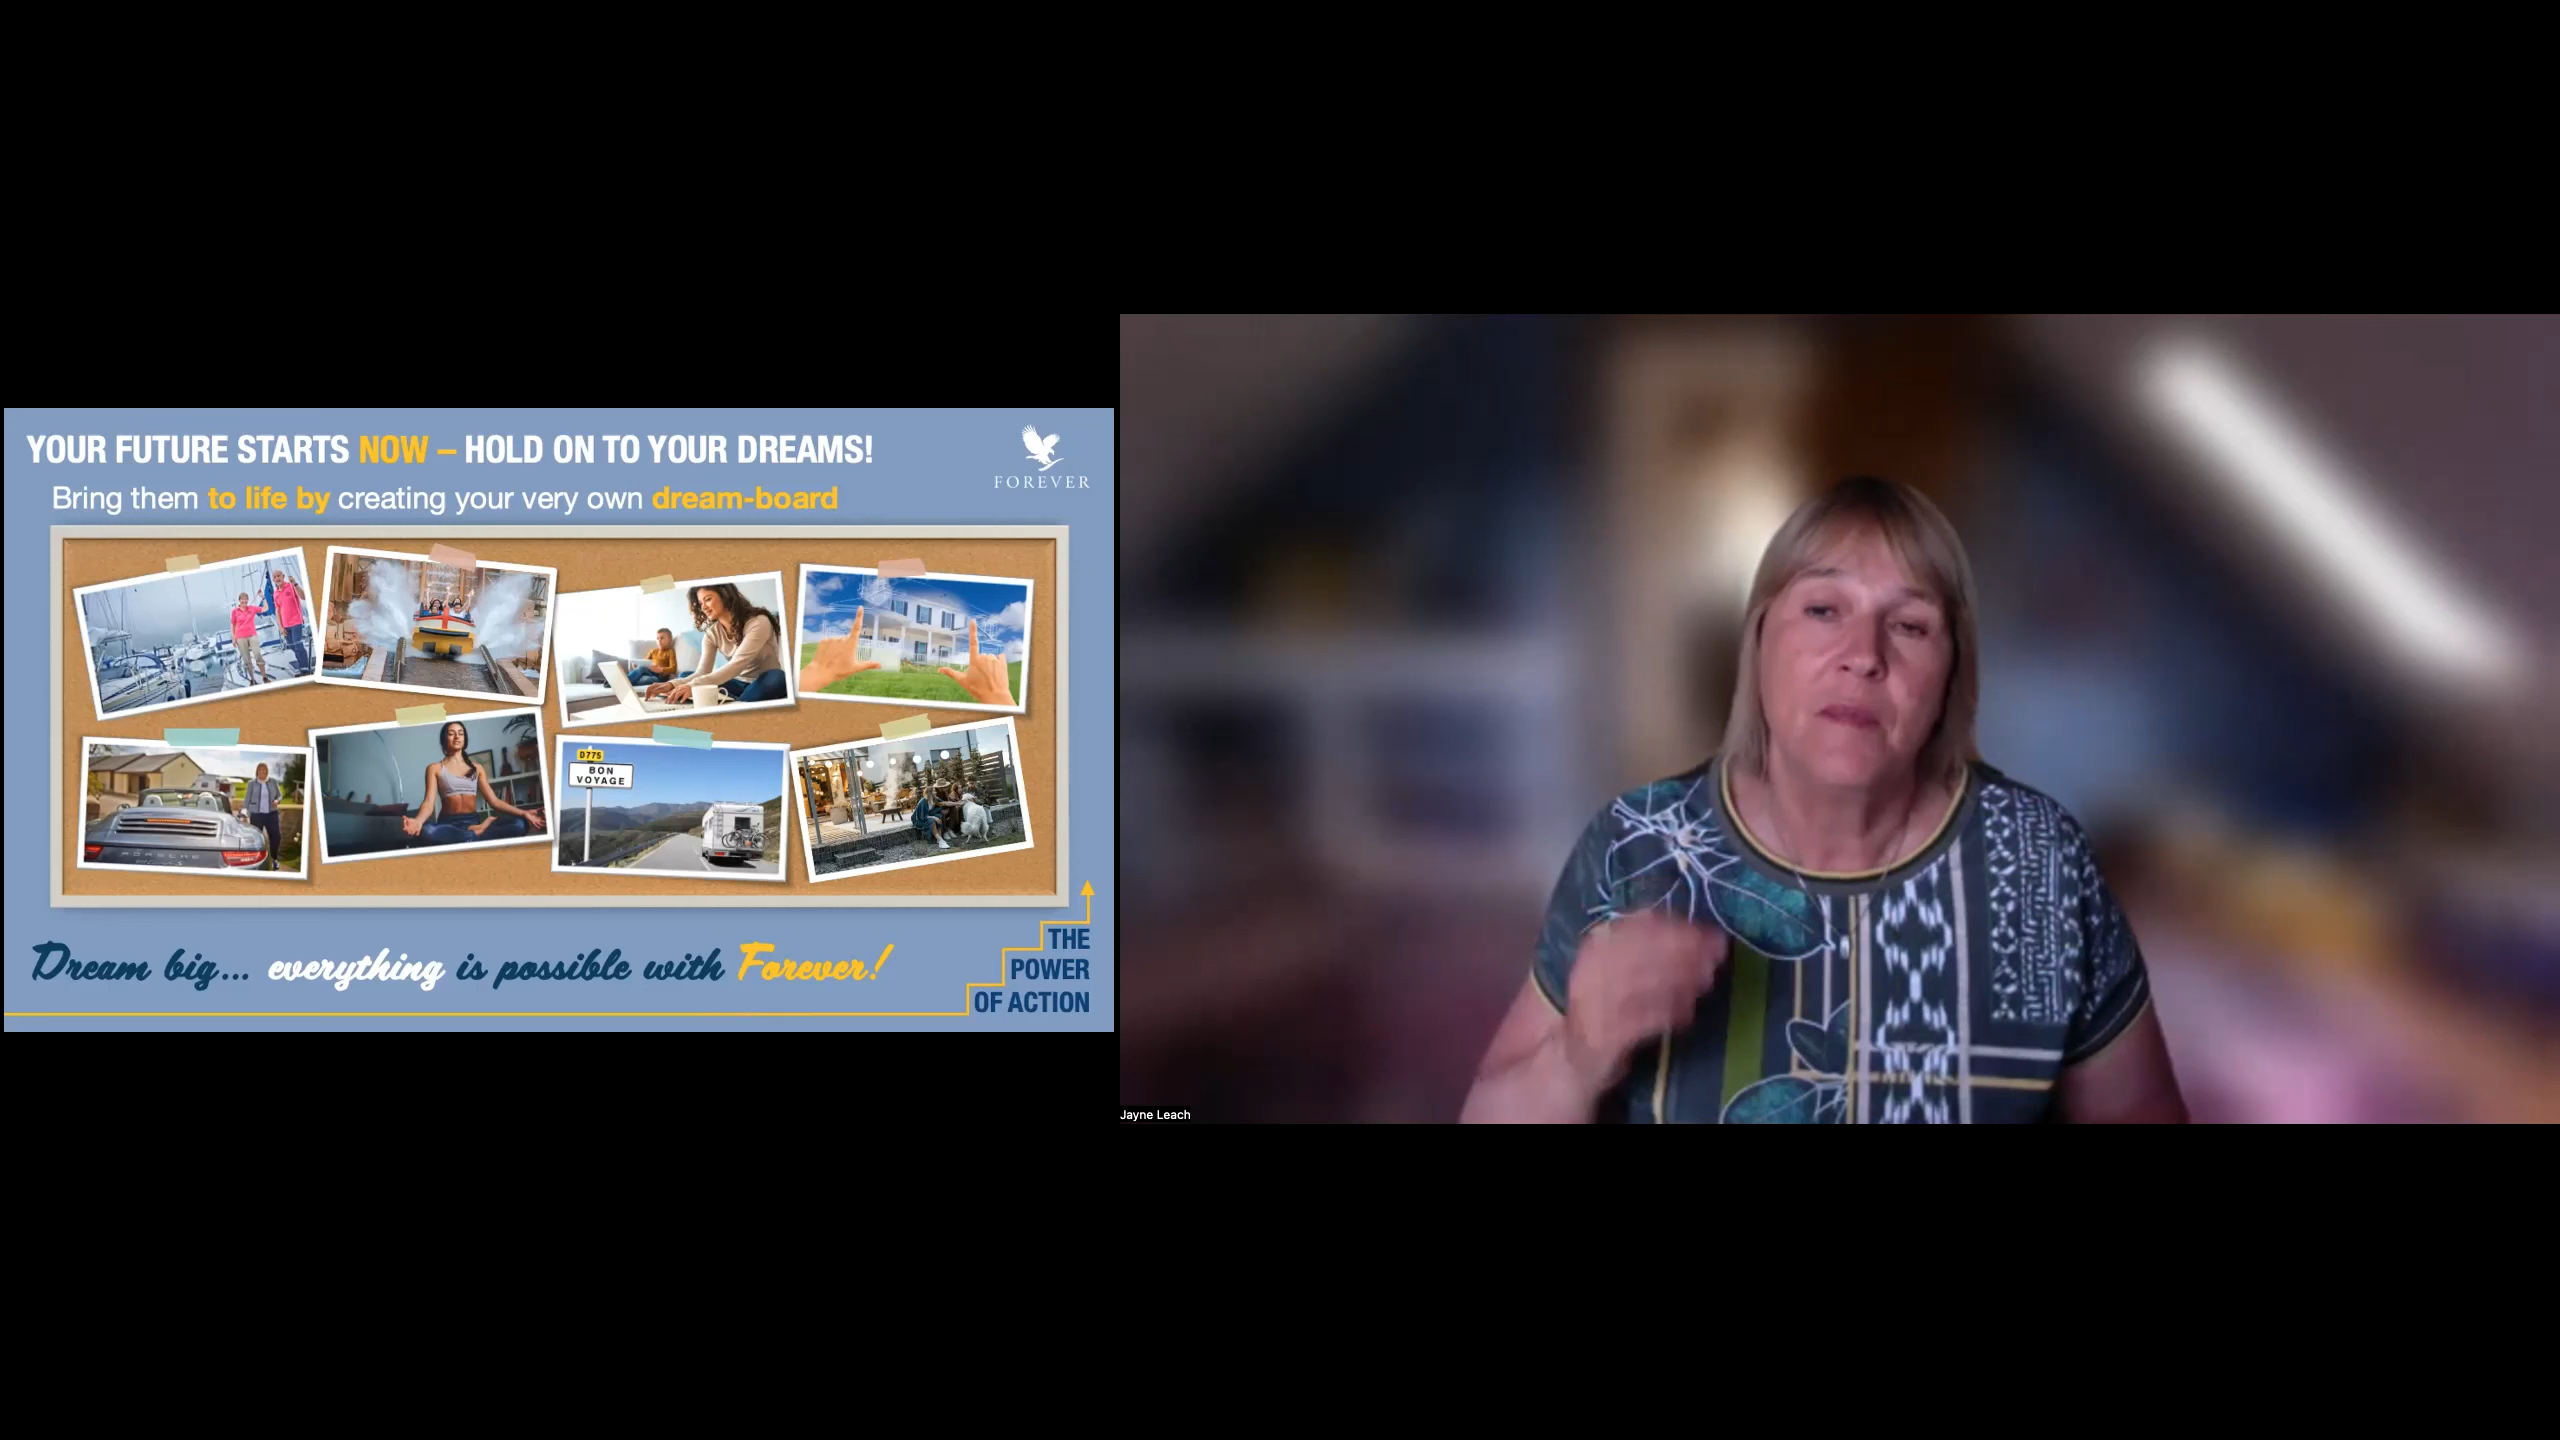 YOUR FUTURE STARTS NOW – HOLD ON TO YOUR DREAMS!
FOREVER
Bring them to life by creating your very own dream-board
D775
BON
VOYAGE
PORSCHE
Dream big... everything is possible with Forever!
THE
POWER
OF ACTION
Jayne Leach